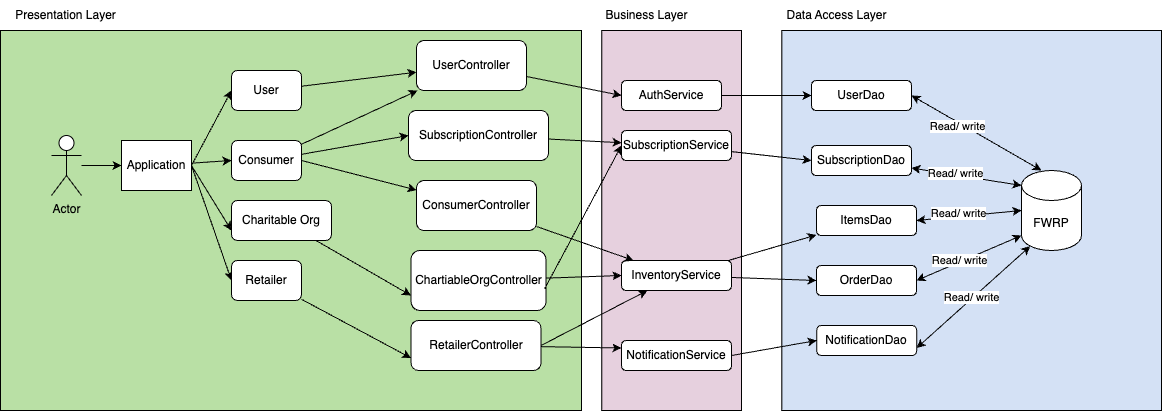 Presentation Layer
Business Layer
Data Access Layer
UserController
User
AuthService
UserDao
Read/ write
SubscriptionController
SubscriptionService
Application
Consumer
SubscriptionDao
Read/ write
Actor
ConsumerController
Charitable Org
ItemsDao
Read/ write
FWRP
Read/ write
Retailer
ChartiableOrgController
InventoryService
OrderDao
Read/ write
RetailerController
NotificationService
NotificationDao